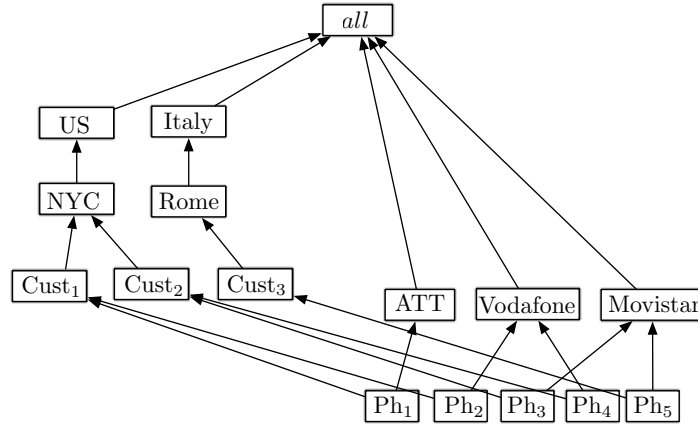 all
US
Italy
NYC
Rome
Cust₁
Cust₂
Cust₃
ATT
Vodafone
Movistar
Ph₁
Ph₂
Ph₃
Ph₄
Ph₅